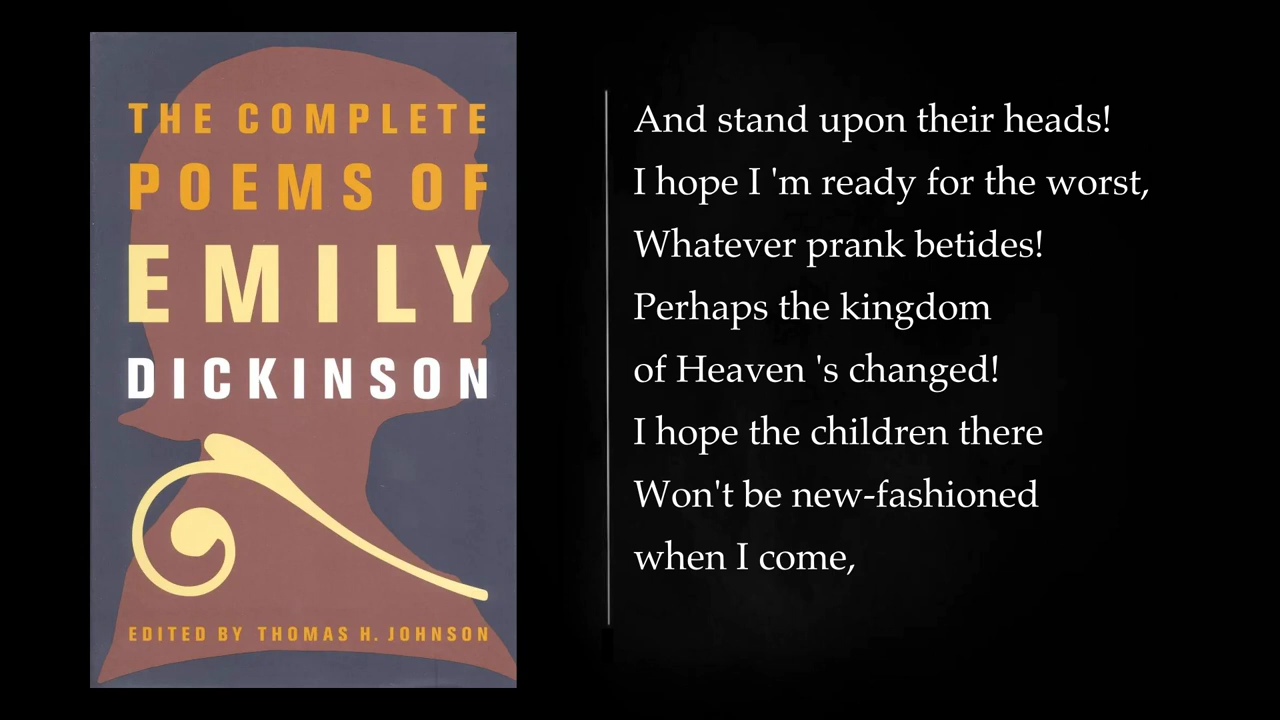 THE COMPLETE
POEMS OF
EMILY
DICKINSON
EDITED BY THOMAS H. JOHNSON
And stand upon their heads!
I hope I 'm ready for the worst,
Whatever prank betides!
Perhaps the kingdom
of Heaven 's changed!
I hope the children there
Won't be new-fashioned
when I come,